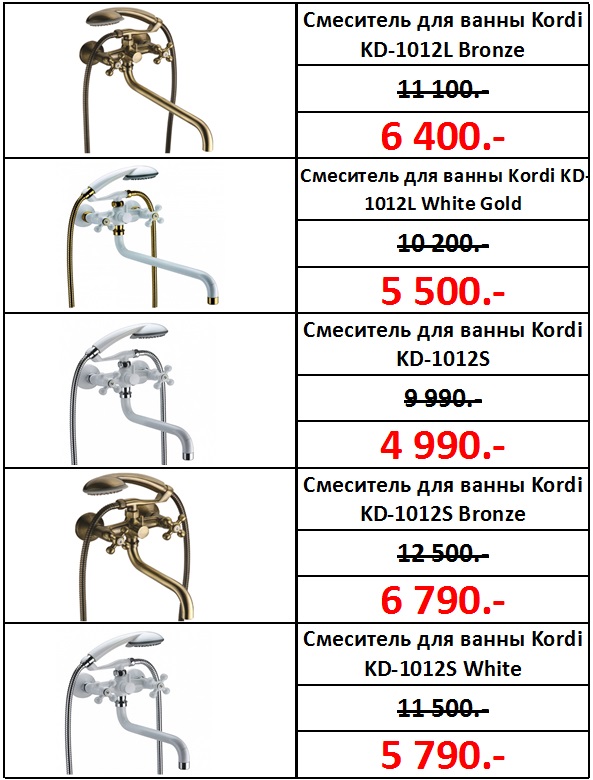 Смеситель для ванны Kordi
KD-1012L Bronze
11 100.-
6 400.-
Смеситель для ванны Kordi KD-
1012L White Gold
10 200.-
5 500.-
Смеситель для ванны Kordi
KD-1012S
9 990.-
4 990.-
Смеситель для ванны Kordi
KD-1012S Bronze
12 500.-
6 790.-
Смеситель для ванны Kordi
KD-1012S White
11 500.-
5 790.-